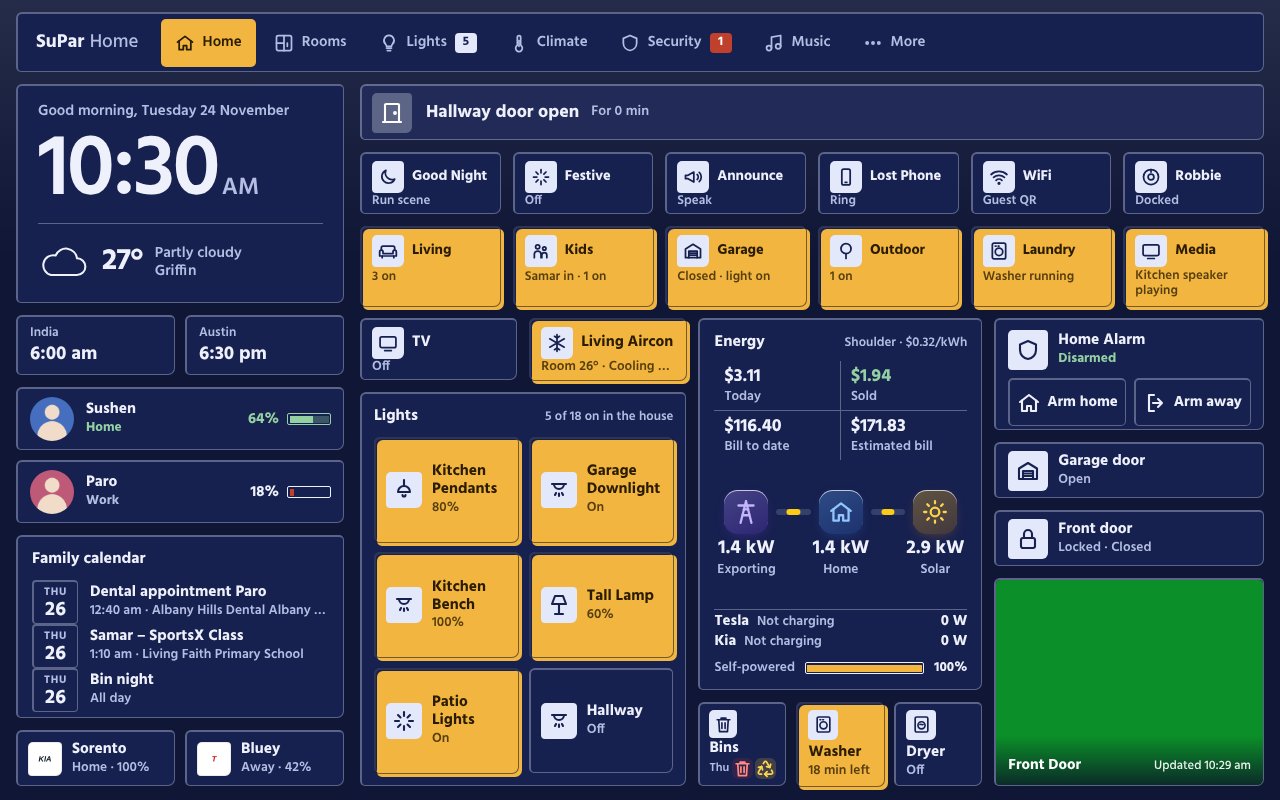 SuPar Home
Home
Rooms
Lights 5
Climate
Security 1
Music
More
Good morning, Tuesday 24 November
10:30 AM
27° Partly cloudy
Griffin
India
6:00 am
Austin
6:30 pm
Sushen
Home
64%
Paro
Work
18%
Family calendar
THU
26
Dental appointment Paro
12:40 am · Albany Hills Dental Albany ...
THU
26
Samar – SportsX Class
1:10 am · Living Faith Primary School
THU
26
Bin night
All day
KIA
Sorento
Home · 100%
T
Bluey
Away · 42%
Hallway door open For 0 min
Good Night
Run scene
Festive
Off
Announce
Speak
Lost Phone
Ring
WiFi
Guest QR
Robbie
Docked
Living
3 on
Kids
Samar in · 1 on
Garage
Closed · light on
Outdoor
1 on
Laundry
Washer running
Media
Kitchen speaker
playing
TV
Off
Living Aircon
Room 26° · Cooling ...
Lights
5 of 18 on in the house
Kitchen
Pendants
80%
Garage
Downlight
On
Kitchen
Bench
100%
Tall Lamp
60%
Patio
Lights
On
Hallway
Off
Energy
Shoulder · $0.32/kWh
$3.11
Today
$1.94
Sold
$116.40
Bill to date
$171.83
Estimated bill
1.4 kW
Exporting
1.4 kW
Home
2.9 kW
Solar
Tesla Not charging 0 W
Kia Not charging 0 W
Self-powered 100%
Bins
Thu
Washer
18 min left
Dryer
Off
Home Alarm
Disarmed
Arm home
Arm away
Garage door
Open
Front door
Locked · Closed
Front Door
Updated 10:29 am